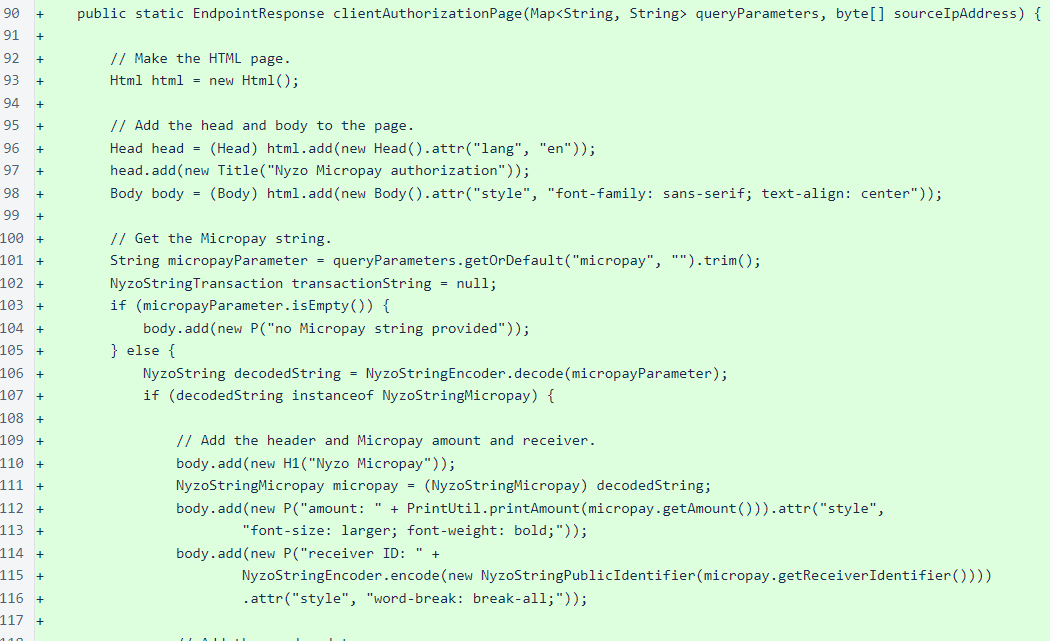 90 + public static EndpointResponse clientAuthorizationPage(Map<String, String> queryParameters, byte[] sourceIpAddress) {
91 +
92 + // Make the HTML page.
93 + Html html = new Html();
94 +
95 + // Add the head and body to the page.
96 + Head head = (Head) html.add(new Head().attr("lang", "en"));
97 + head.add(new Title("Nyzo Micropay authorization"));
98 + Body body = (Body) html.add(new Body().attr("style", "font-family: sans-serif; text-align: center"));
99 +
100 + // Get the Micropay string.
101 + String micropayParameter = queryParameters.getOrDefault("micropay", "").trim();
102 + NyzoStringTransaction transactionString = null;
103 + if (micropayParameter.isEmpty()) {
104 + body.add(new P("no Micropay string provided"));
105 + } else {
106 + NyzoString decodedString = NyzoStringEncoder.decode(micropayParameter);
107 + if (decodedString instanceof NyzoStringMicropay) {
108 +
109 + // Add the header and Micropay amount and receiver.
110 + body.add(new H1("Nyzo Micropay"));
111 + NyzoStringMicropay micropay = (NyzoStringMicropay) decodedString;
112 + body.add(new P("amount: " + PrintUtil.printAmount(micropay.getAmount())).attr("style",
113 + "font-size: larger; font-weight: bold;"));
114 + body.add(new P("receiver ID: " +
115 + NyzoStringEncoder.encode(new NyzoStringPublicIdentifier(micropay.getReceiverIdentifier())))
116 + .attr("style", "word-break: break-all;"));
117 +